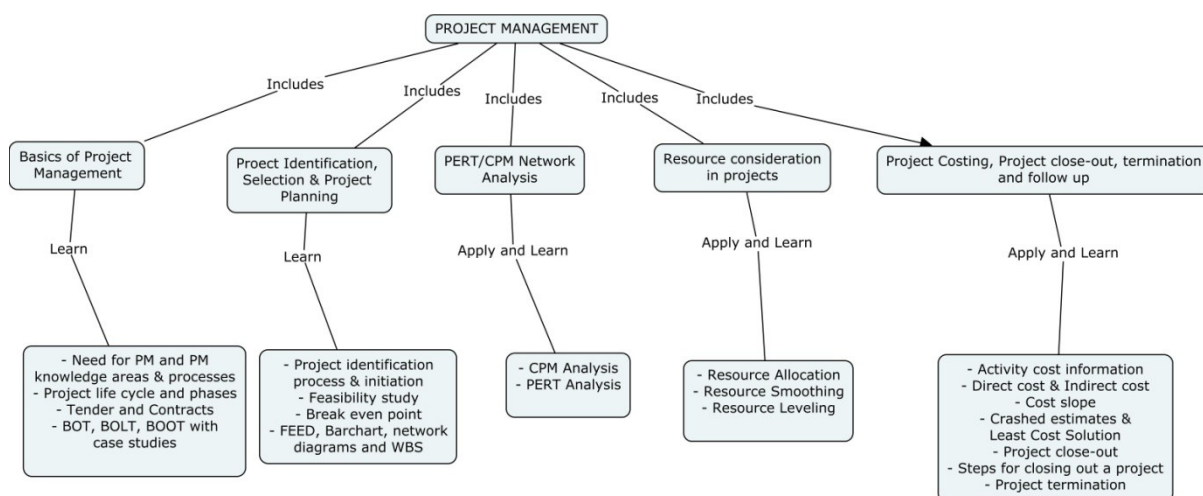 PROJECT MANAGEMENT
Includes
Includes
Includes
Includes
Includes
Basics of Project
Management
Proect Identification,
Selection & Project
Planning
PERT/CPM Network
Analysis
Resource consideration
in projects
Project Costing, Project close-out, termination
and follow up
Learn
Learn
Apply and Learn
Apply and Learn
Apply and Learn
- Need for PM and PM
knowledge areas & processes
- Project life cycle and phases
- Tender and Contracts
- BOT, BOLT, BOOT with
case studies
- Project identification
process & initiation
- Feasibility study
- Break even point
- FEED, Barchart, network
diagrams and WBS
- CPM Analysis
- PERT Analysis
- Resource Allocation
- Resource Smoothing
- Resource Leveling
- Activity cost information
- Direct cost & Indirect cost
- Cost slope
- Crashed estimates &
Least Cost Solution
- Project close-out
- Steps for closing out a project
- Project termination